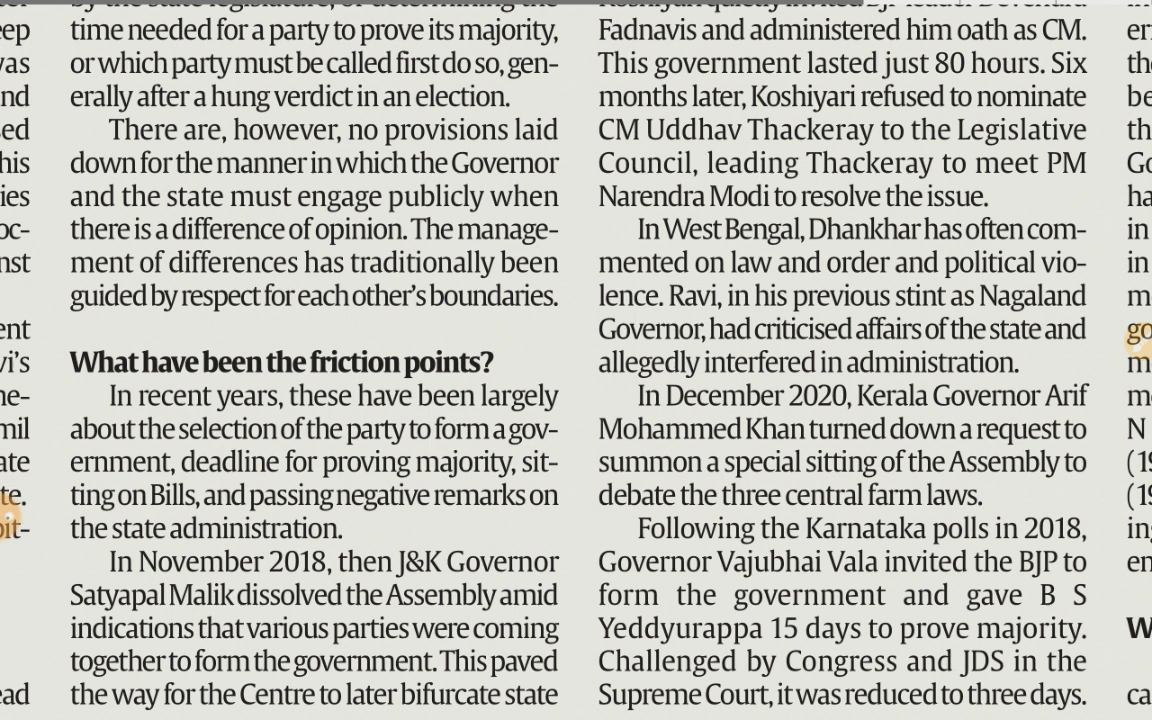 by the state legislature, or determining the
time needed for a party to prove its majority,
or which party must be called first do so, gen-
erally after a hung verdict in an election.
There are, however, no provisions laid
down for the manner in which the Governor
and the state must engage publicly when
there is a difference of opinion. The manage-
ment of differences has traditionally been
guided by respect for each other's boundaries.
What have been the friction points?
In recent years, these have been largely
about the selection of the party to form a gov-
ernment, deadline for proving majority, sit-
ting on Bills, and passing negative remarks on
the state administration.
In November 2018, then J&K Governor
Satyapal Malik dissolved the Assembly amid
indications that various parties were coming
together to form the government. This paved
the way for the Centre to later bifurcate state
Koshiyari quietly invited BJP leader Devendra
Fadnavis and administered him oath as CM.
This government lasted just 80 hours. Six
months later, Koshiyari refused to nominate
CM Uddhav Thackeray to the Legislative
Council, leading Thackeray to meet PM
Narendra Modi to resolve the issue.
In West Bengal, Dhankhar has often com-
mented on law and order and political vio-
lence. Ravi, in his previous stint as Nagaland
Governor, had criticised affairs of the state and
allegedly interfered in administration.
In December 2020, Kerala Governor Arif
Mohammed Khan turned down a request to
summon a special sitting of the Assembly to
debate the three central farm laws.
Following the Karnataka polls in 2018,
Governor Vajubhai Vala invited the BJP to
form the government and gave B S
Yeddyurappa 15 days to prove majority.
Challenged by Congress and JDS in the
Supreme Court, it was reduced to three days.